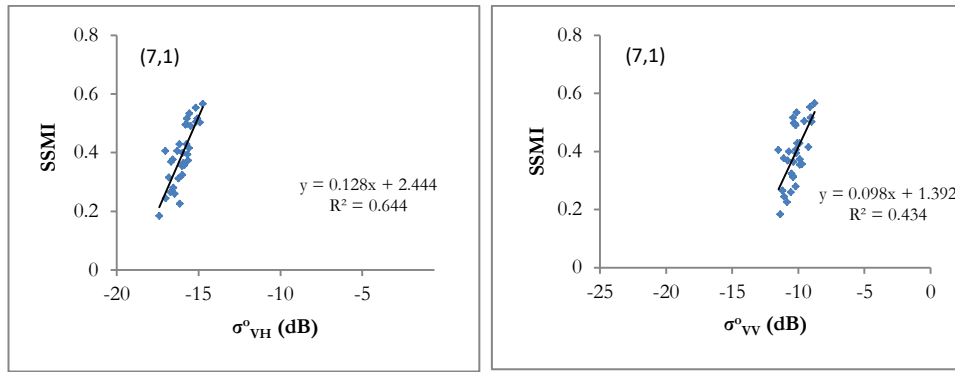 0.8
(7,1)
0.6
SSMI
0.4
0.2
y = 0.128x + 2.444
R² = 0.644
0
-20 -15 -10 -5
σ°VH (dB)
0.8
(7,1)
0.6
SSMI
0.4
0.2
y = 0.098x + 1.392
R² = 0.434
0
-25 -20 -15 -10 -5 0
σ°VV (dB)